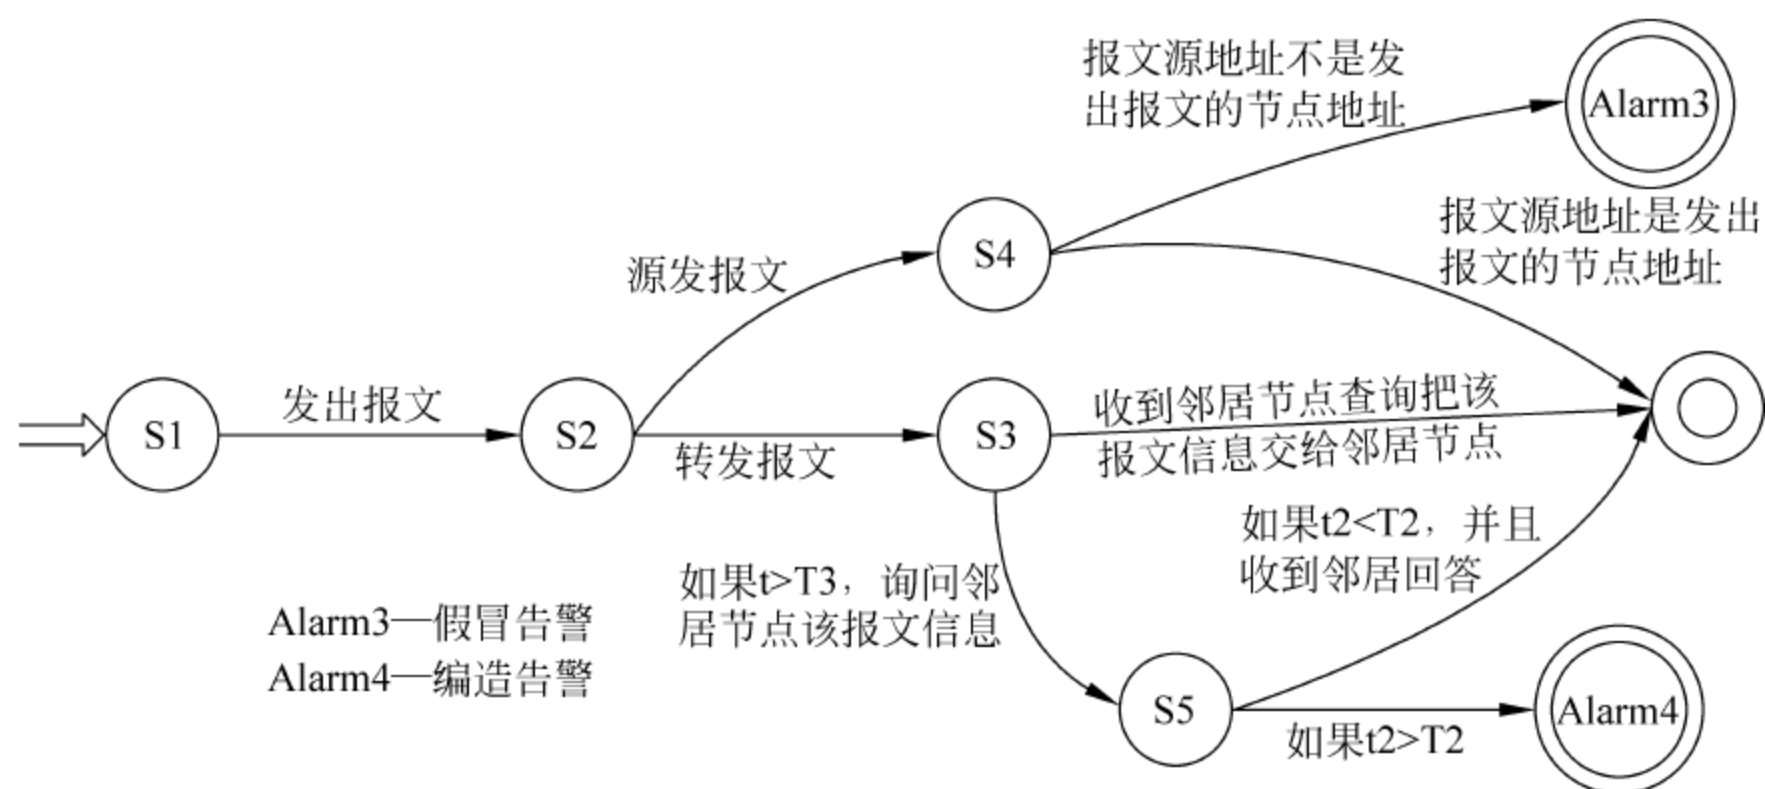 报文源地址不是发
出报文的节点地址
Alarm3
报文源地址是发出
报文的节点地址
源发报文
S4
S1
发出报文
S2
转发报文
S3
收到邻居节点查询把该
报文信息交给邻居节点
如果t2<T2，并且
收到邻居回答
如果t>T3，询问邻
居节点该报文信息
Alarm3—假冒告警
Alarm4—编造告警
S5
如果t2>T2
Alarm4